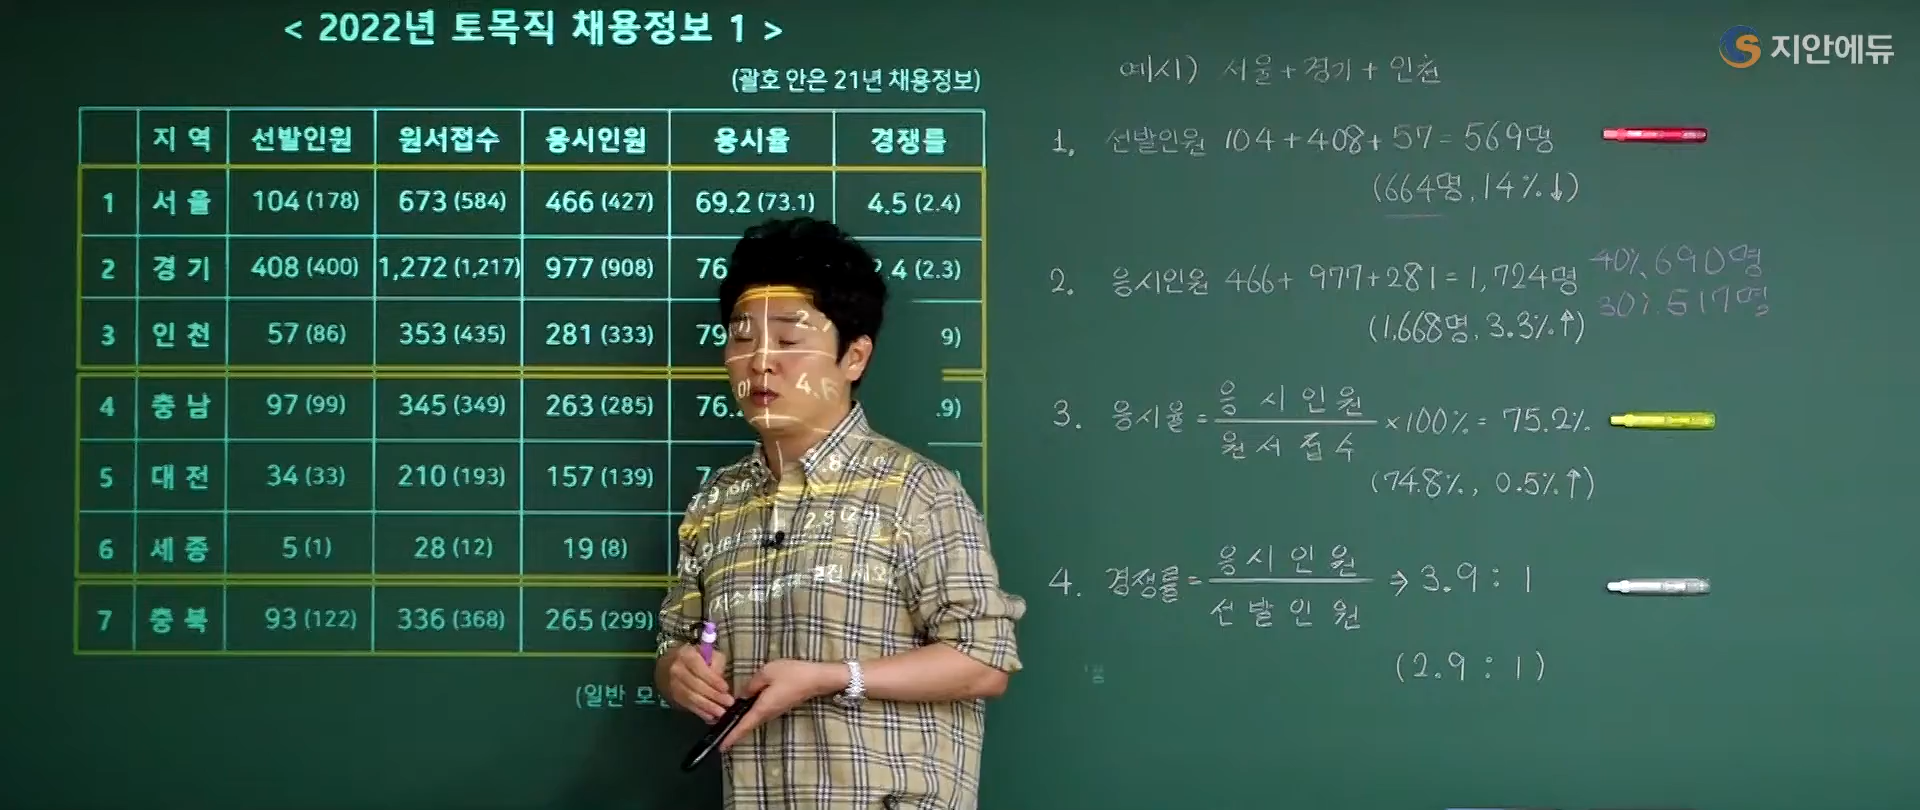 < 2022년 토목직 채용정보 1 >
(괄호 안은 21년 채용정보)
지역 선발인원 원서접수 응시인원 응시율 경쟁률
1 서울 104 (178) 673 (584) 466 (427) 69.2 (73.1) 4.5 (2.4)
2 경기 408 (400) 1,272 (1,217) 977 (908) 76 .4 (2.3)
3 인천 57 (86) 353 (435) 281 (333) 79 9)
4 충남 97 (99) 345 (349) 263 (285) 76. .9)
5 대전 34 (33) 210 (193) 157 (139) 7
6 세종 5 (1) 28 (12) 19 (8)
7 충북 93 (122) 336 (368) 265 (299)
(일반
지안에듀
예시) 서울+경기+인천
1. 선발인원 104+408+57=569명
(664명, 14%↓)
2. 응시인원 466+977+281=1,724명
40% 690명
30% 517명
(1,668명, 3.3%↑)
3. 응시율 = 응시인원 / 원서접수 ×100% = 75.2%
(74.8%, 0.5%↑)
4. 경쟁률 = 응시인원 / 선발인원 → 3.9 : 1
(2.9 : 1)